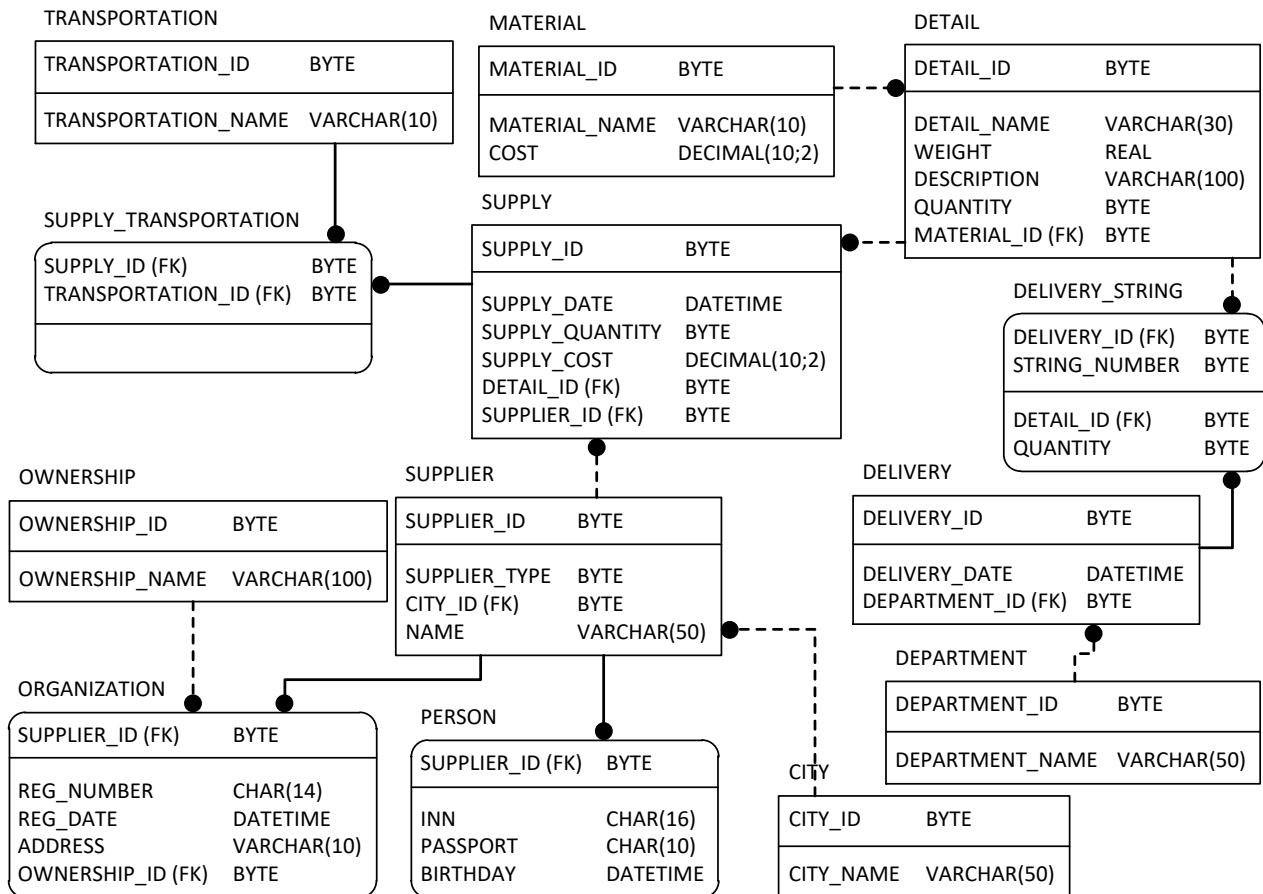 TRANSPORTATION
TRANSPORTATION_ID BYTE
TRANSPORTATION_NAME VARCHAR(10)
MATERIAL
MATERIAL_ID BYTE
MATERIAL_NAME VARCHAR(10)
COST DECIMAL(10;2)
DETAIL
DETAIL_ID BYTE
DETAIL_NAME VARCHAR(30)
WEIGHT REAL
DESCRIPTION VARCHAR(100)
QUANTITY BYTE
MATERIAL_ID (FK) BYTE
SUPPLY_TRANSPORTATION
SUPPLY_ID (FK) BYTE
TRANSPORTATION_ID (FK) BYTE
SUPPLY
SUPPLY_ID BYTE
SUPPLY_DATE DATETIME
SUPPLY_QUANTITY BYTE
SUPPLY_COST DECIMAL(10;2)
DETAIL_ID (FK) BYTE
SUPPLIER_ID (FK) BYTE
DELIVERY_STRING
DELIVERY_ID (FK) BYTE
STRING_NUMBER BYTE
DETAIL_ID (FK) BYTE
QUANTITY BYTE
OWNERSHIP
OWNERSHIP_ID BYTE
OWNERSHIP_NAME VARCHAR(100)
SUPPLIER
SUPPLIER_ID BYTE
SUPPLIER_TYPE BYTE
CITY_ID (FK) BYTE
NAME VARCHAR(50)
DELIVERY
DELIVERY_ID BYTE
DELIVERY_DATE DATETIME
DEPARTMENT_ID (FK) BYTE
ORGANIZATION
SUPPLIER_ID (FK) BYTE
REG_NUMBER CHAR(14)
REG_DATE DATETIME
ADDRESS VARCHAR(10)
OWNERSHIP_ID (FK) BYTE
PERSON
SUPPLIER_ID (FK) BYTE
INN CHAR(16)
PASSPORT CHAR(10)
BIRTHDAY DATETIME
DEPARTMENT
DEPARTMENT_ID BYTE
DEPARTMENT_NAME VARCHAR(50)
CITY
CITY_ID BYTE
CITY_NAME VARCHAR(50)